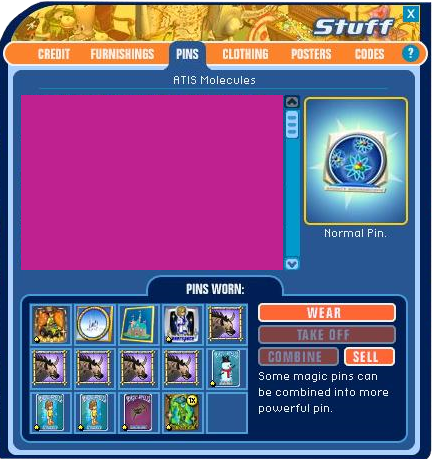 Stuff
X
CREDIT FURNISHINGS PINS CLOTHING POSTERS CODES ?
ATIS Molecules
Normal Pin.
PINS WORN:
WEAR
TAKE OFF
COMBINE SELL
Some magic pins can
be combined into more
powerful pin.